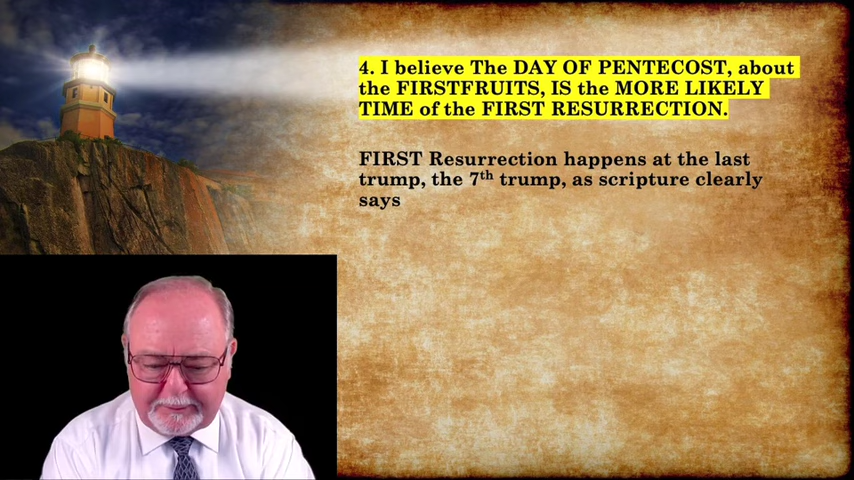 4. I believe The DAY OF PENTECOST, about
the FIRSTFRUITS, IS the MORE LIKELY
TIME of the FIRST RESURRECTION.
FIRST Resurrection happens at the last
trump, the 7th trump, as scripture clearly
says